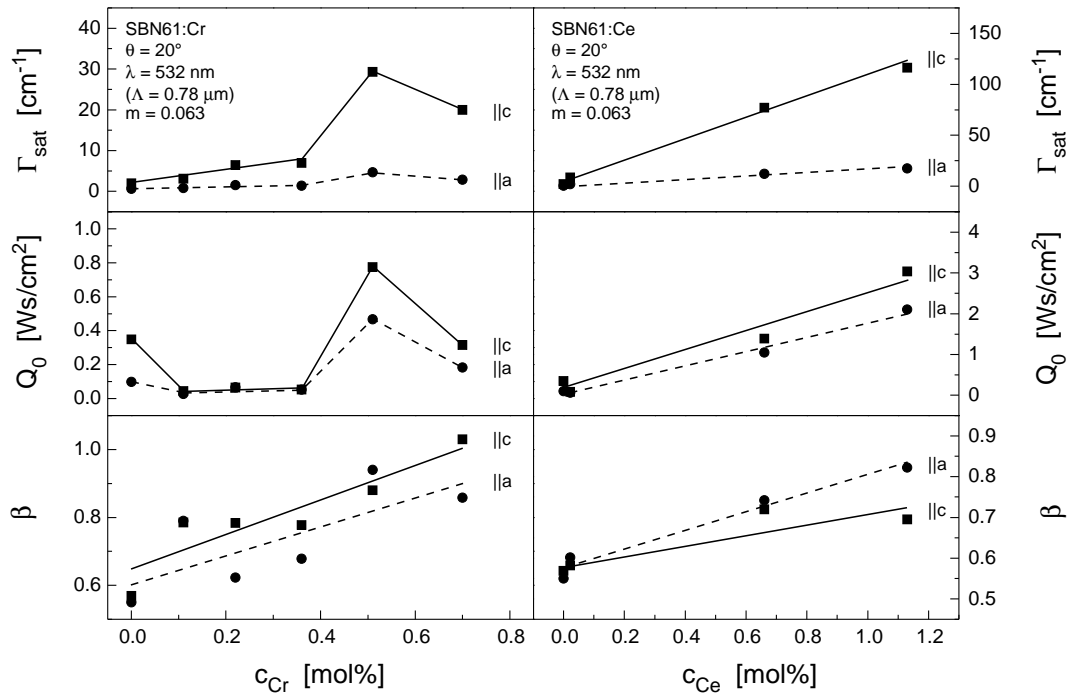 SBN61:Cr
θ = 20°
λ = 532 nm
(Λ = 0.78 μm)
m = 0.063
Γsat [cm⁻¹]
40
30
20
10
0
||c
||a
SBN61:Ce
θ = 20°
λ = 532 nm
(Λ = 0.78 μm)
m = 0.063
||c
||a
175
150
125
100
75
50
25
0
Γsat [cm⁻¹]
Q₀ [Ws/cm²]
1.0
0.8
0.6
0.4
0.2
0.0
||c
||a
||c
||a
4
3
2
1
0
Q₀ [Ws/cm²]
β
1.0
0.8
0.6
||c
||a
||a
||c
0.9
0.8
0.7
0.6
0.5
β
0.0 0.2 0.4 0.6 0.8
0.0 0.2 0.4 0.6 0.8 1.0 1.2
cCr [mol%]
cCe [mol%]